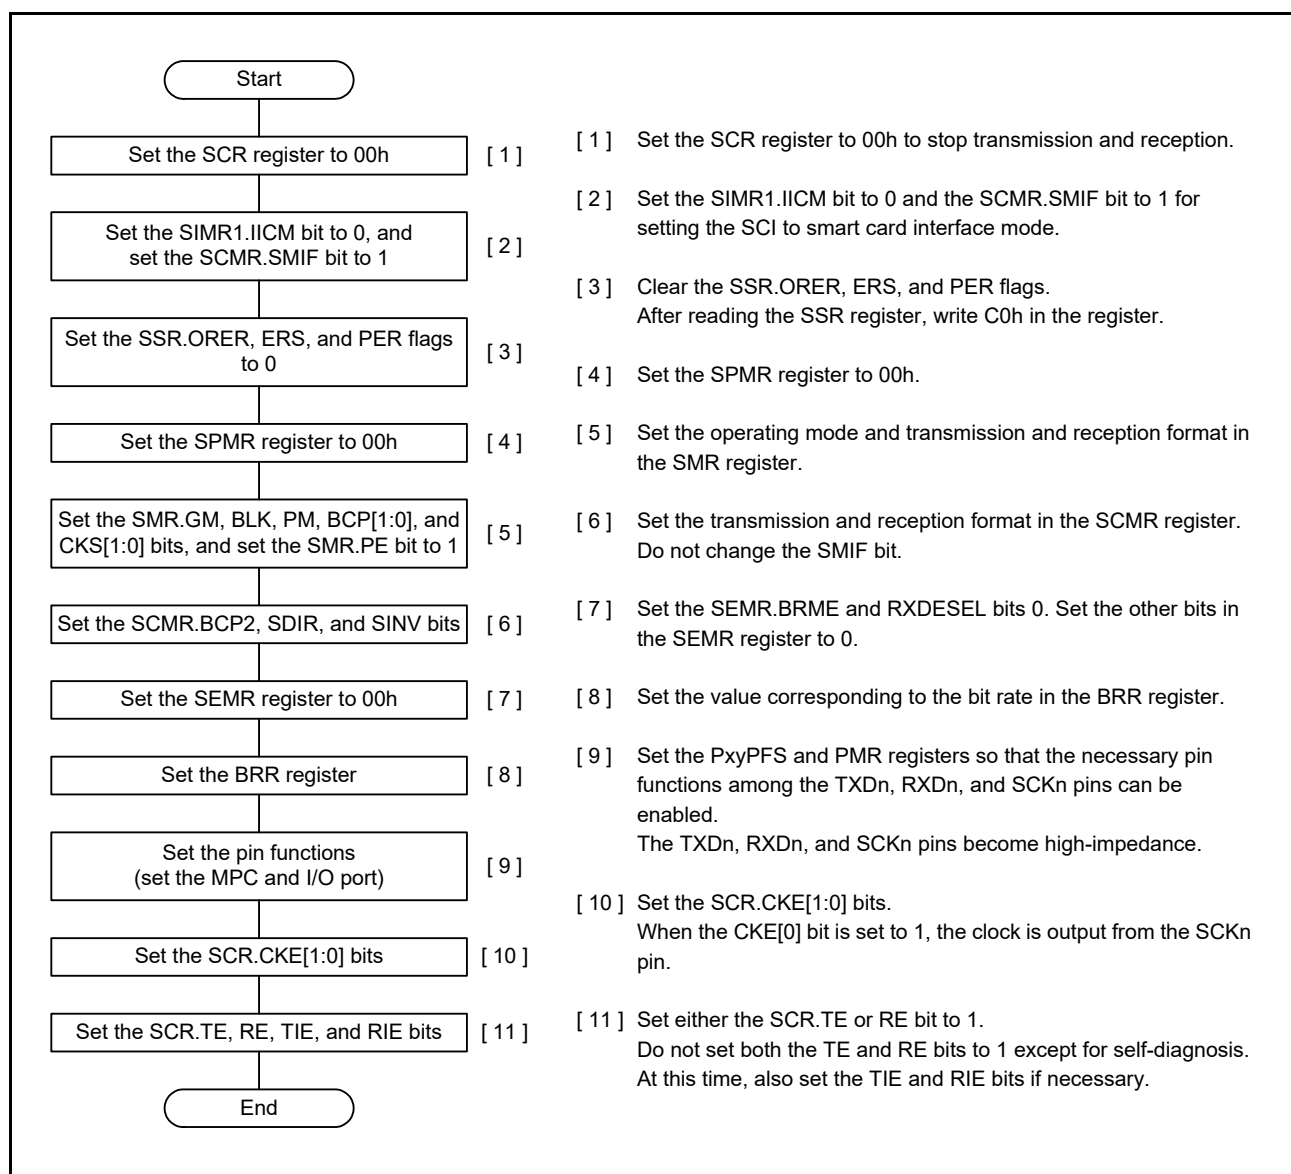 Start
Set the SCR register to 00h
[ 1 ]
Set the SIMR1.IICM bit to 0, and
set the SCMR.SMIF bit to 1
[ 2 ]
Set the SSR.ORER, ERS, and PER flags
to 0
[ 3 ]
Set the SPMR register to 00h
[ 4 ]
Set the SMR.GM, BLK, PM, BCP[1:0], and
CKS[1:0] bits, and set the SMR.PE bit to 1
[ 5 ]
Set the SCMR.BCP2, SDIR, and SINV bits
[ 6 ]
Set the SEMR register to 00h
[ 7 ]
Set the BRR register
[ 8 ]
Set the pin functions
(set the MPC and I/O port)
[ 9 ]
Set the SCR.CKE[1:0] bits
[ 10 ]
Set the SCR.TE, RE, TIE, and RIE bits
[ 11 ]
End
[ 1 ] Set the SCR register to 00h to stop transmission and reception.
[ 2 ] Set the SIMR1.IICM bit to 0 and the SCMR.SMIF bit to 1 for
setting the SCI to smart card interface mode.
[ 3 ] Clear the SSR.ORER, ERS, and PER flags.
After reading the SSR register, write C0h in the register.
[ 4 ] Set the SPMR register to 00h.
[ 5 ] Set the operating mode and transmission and reception format in
the SMR register.
[ 6 ] Set the transmission and reception format in the SCMR register.
Do not change the SMIF bit.
[ 7 ] Set the SEMR.BRME and RXDESEL bits 0. Set the other bits in
the SEMR register to 0.
[ 8 ] Set the value corresponding to the bit rate in the BRR register.
[ 9 ] Set the PxyPFS and PMR registers so that the necessary pin
functions among the TXDn, RXDn, and SCKn pins can be
enabled.
The TXDn, RXDn, and SCKn pins become high-impedance.
[ 10 ] Set the SCR.CKE[1:0] bits.
When the CKE[0] bit is set to 1, the clock is output from the SCKn
pin.
[ 11 ] Set either the SCR.TE or RE bit to 1.
Do not set both the TE and RE bits to 1 except for self-diagnosis.
At this time, also set the TIE and RIE bits if necessary.